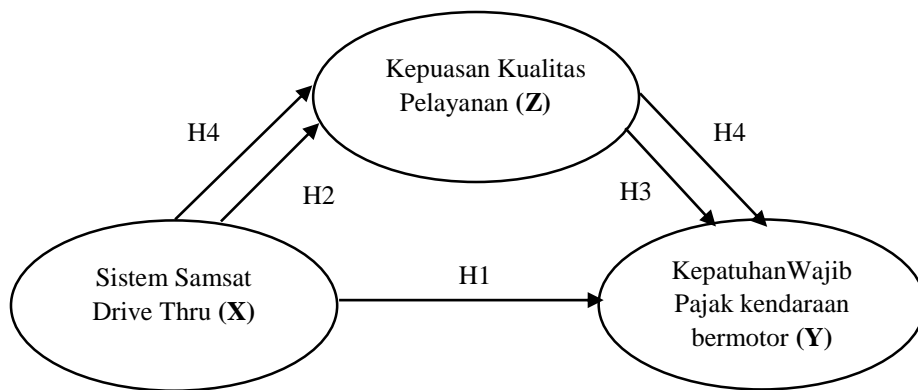 Kepuasan Kualitas
Pelayanan (Z)
H4
H4
H2
H3
Sistem Samsat
Drive Thru (X)
H1
KepatuhanWajib
Pajak kendaraan
bermotor (Y)